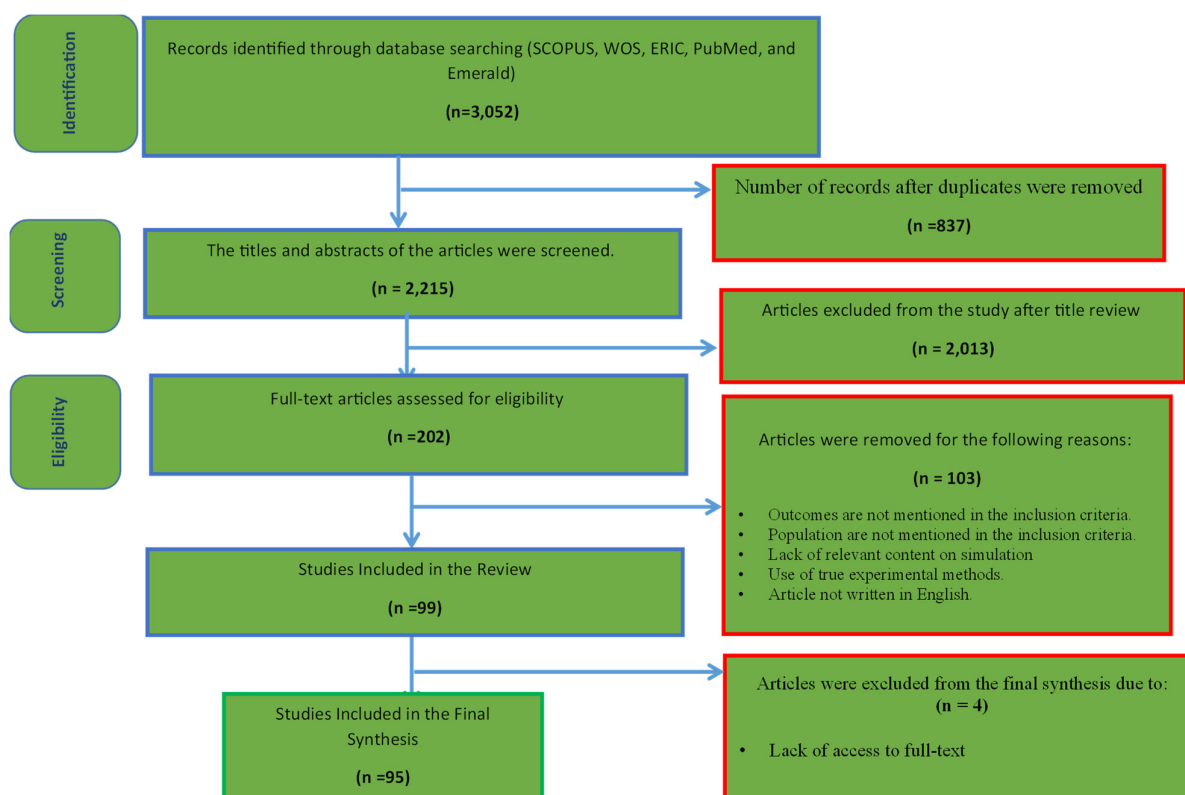 Identification
Records identified through database searching (SCOPUS, WOS, ERIC, PubMed, and
Emerald)
(n=3,052)
Number of records after duplicates were removed
(n =837)
Screening
The titles and abstracts of the articles were screened.
(n = 2,215)
Articles excluded from the study after title review
(n = 2,013)
Eligibility
Full-text articles assessed for eligibility
(n =202)
Articles were removed for the following reasons:
(n = 103)
• Outcomes are not mentioned in the inclusion criteria.
• Population are not mentioned in the inclusion criteria.
• Lack of relevant content on simulation
• Use of true experimental methods.
• Article not written in English.
Studies Included in the Review
(n =99)
Articles were excluded from the final synthesis due to:
(n = 4)
• Lack of access to full-text
Studies Included in the Final
Synthesis
(n =95)